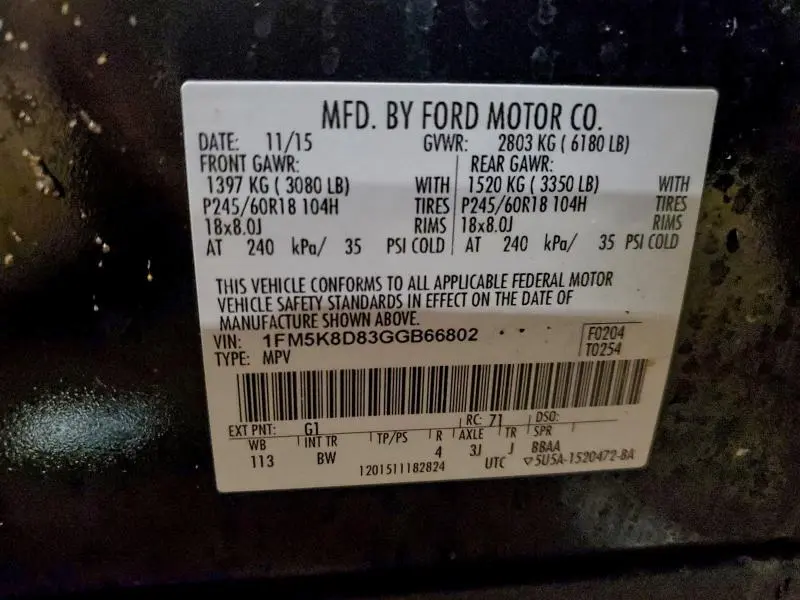 MFD. BY FORD MOTOR CO.
DATE: 11/15 GVWR: 2803 KG ( 6180 LB)
FRONT GAWR: REAR GAWR:
1397 KG ( 3080 LB) WITH 1520 KG ( 3350 LB) WITH
P245/60R18 104H TIRES P245/60R18 104H TIRES
18x8.0J RIMS 18x8.0J RIMS
AT 240 kPa/ 35 PSI COLD AT 240 kPa/ 35 PSI COLD
THIS VEHICLE CONFORMS TO ALL APPLICABLE FEDERAL MOTOR
VEHICLE SAFETY STANDARDS IN EFFECT ON THE DATE OF
MANUFACTURE SHOWN ABOVE.
VIN: 1FM5K8D83GGB66802 F0204
TYPE: MPV T0254
EXT PNT: G1 RC: 71 DSO:
WB INT TR TP/PS R AXLE TR SPR
113 BW 4 3J J BBAA
1201511182824 UTC ▽5U5A-1520472-BA